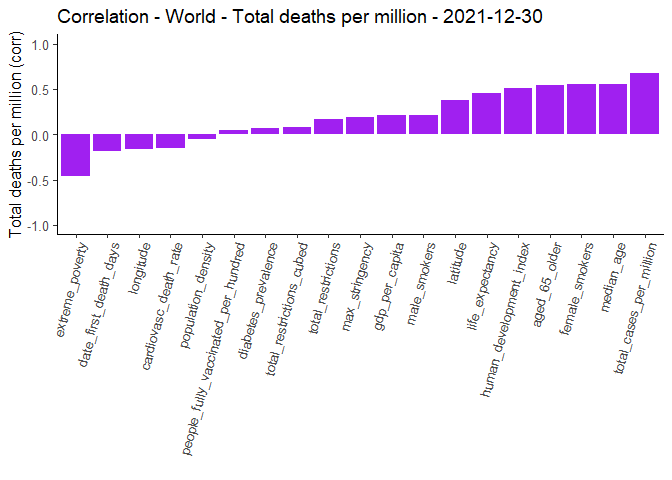 Correlation - World - Total deaths per million - 2021-12-30
Total deaths per million (corr)
1.0
0.5
0.0
-0.5
-1.0
extreme_poverty
date_first_death_days
longitude
cardiovasc_death_rate
population_density
people_fully_vaccinated_per_hundred
diabetes_prevalence
total_restrictions_cubed
total_restrictions
max_stringency
gdp_per_capita
male_smokers
latitude
life_expectancy
human_development_index
aged_65_older
female_smokers
median_age
total_cases_per_million